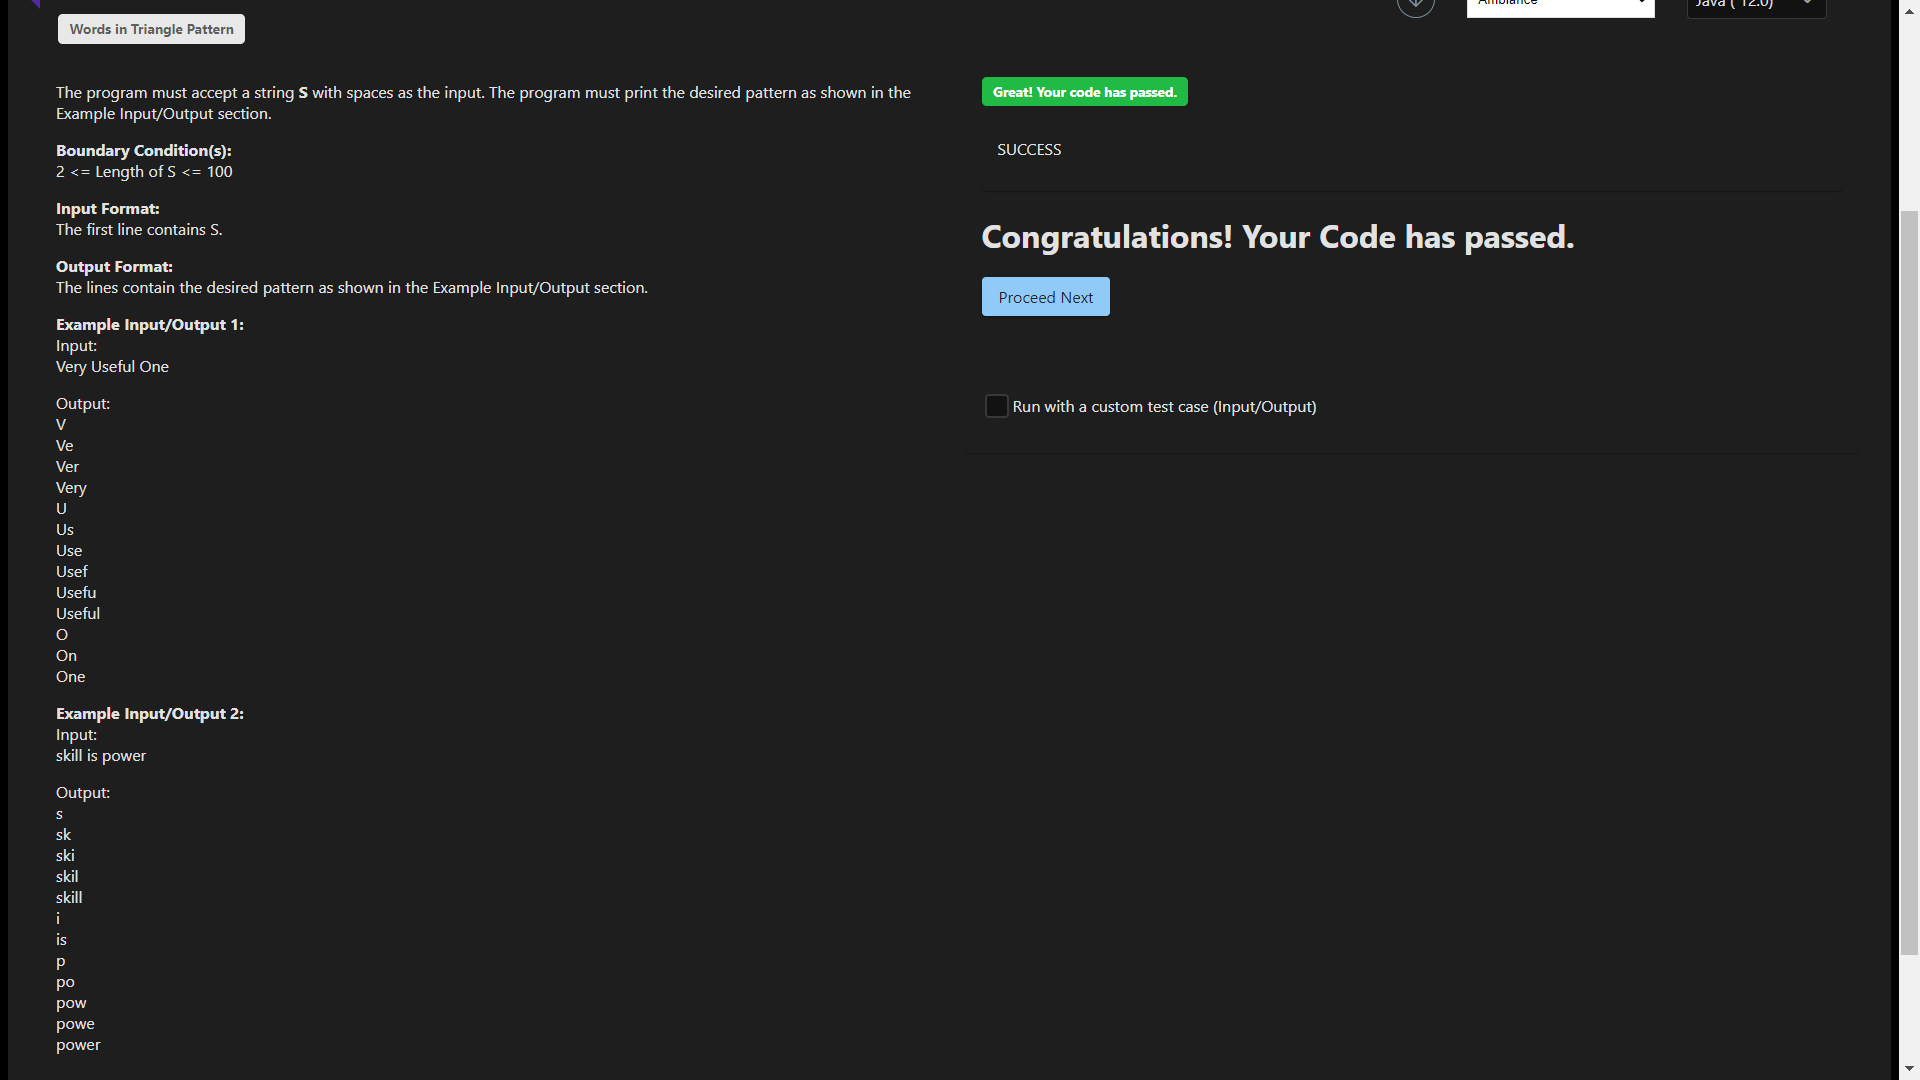 Ambiance
Java ( 12.0)
Words in Triangle Pattern
The program must accept a string S with spaces as the input. The program must print the desired pattern as shown in the
Example Input/Output section.
Boundary Condition(s):
2 <= Length of S <= 100
Input Format:
The first line contains S.
Output Format:
The lines contain the desired pattern as shown in the Example Input/Output section.
Example Input/Output 1:
Input:
Very Useful One
Output:
V
Ve
Ver
Very
U
Us
Use
Usef
Usefu
Useful
O
On
One
Example Input/Output 2:
Input:
skill is power
Output:
s
sk
ski
skil
skill
i
is
p
po
pow
powe
power
Great! Your code has passed.
SUCCESS
Congratulations! Your Code has passed.
Proceed Next
Run with a custom test case (Input/Output)